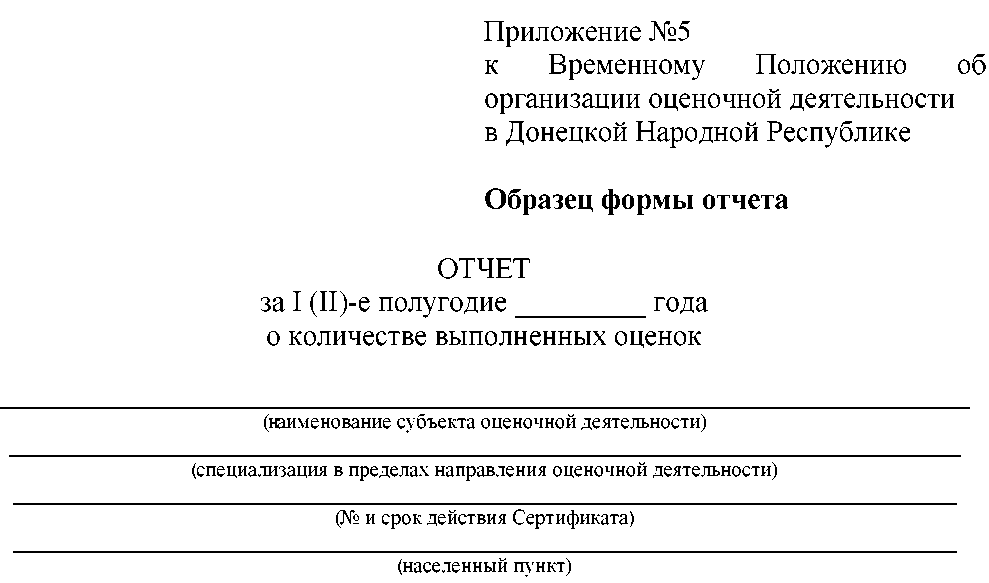 Приложение №5
к Временному Положению об
организации оценочной деятельности
в Донецкой Народной Республике
Образец формы отчета
ОТЧЕТ
за I (II)-е полугодие _________ года
о количестве выполненных оценок
(наименование субъекта оценочной деятельности)
(специализация в пределах направления оценочной деятельности)
(№ и срок действия Сертификата)
(населенный пункт)